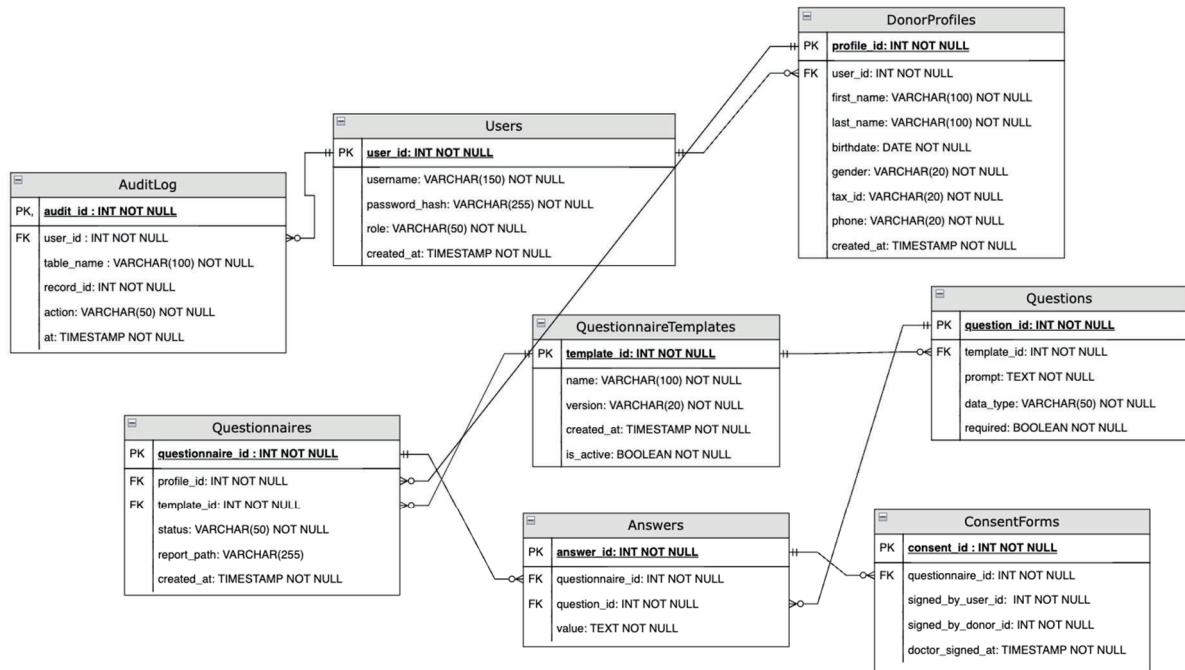 DonorProfiles
PK profile_id: INT NOT NULL
FK user_id: INT NOT NULL
first_name: VARCHAR(100) NOT NULL
last_name: VARCHAR(100) NOT NULL
birthdate: DATE NOT NULL
gender: VARCHAR(20) NOT NULL
tax_id: VARCHAR(20) NOT NULL
phone: VARCHAR(20) NOT NULL
created_at: TIMESTAMP NOT NULL
Users
PK user_id: INT NOT NULL
username: VARCHAR(150) NOT NULL
password_hash: VARCHAR(255) NOT NULL
role: VARCHAR(50) NOT NULL
created_at: TIMESTAMP NOT NULL
AuditLog
PK, audit_id : INT NOT NULL
FK user_id : INT NOT NULL
table_name : VARCHAR(100) NOT NULL
record_id: INT NOT NULL
action: VARCHAR(50) NOT NULL
at: TIMESTAMP NOT NULL
Questions
PK question_id: INT NOT NULL
FK template_id: INT NOT NULL
prompt: TEXT NOT NULL
data_type: VARCHAR(50) NOT NULL
required: BOOLEAN NOT NULL
QuestionnaireTemplates
PK template_id: INT NOT NULL
name: VARCHAR(100) NOT NULL
version: VARCHAR(20) NOT NULL
created_at: TIMESTAMP NOT NULL
is_active: BOOLEAN NOT NULL
Questionnaires
PK questionnaire_id : INT NOT NULL
FK profile_id: INT NOT NULL
FK template_id: INT NOT NULL
status: VARCHAR(50) NOT NULL
report_path: VARCHAR(255)
created_at: TIMESTAMP NOT NULL
Answers
PK answer_id: INT NOT NULL
FK questionnaire_id: INT NOT NULL
FK question_id: INT NOT NULL
value: TEXT NOT NULL
ConsentForms
PK consent_id : INT NOT NULL
FK questionnaire_id: INT NOT NULL
signed_by_user_id: INT NOT NULL
signed_by_donor_id: INT NOT NULL
doctor_signed_at: TIMESTAMP NOT NULL